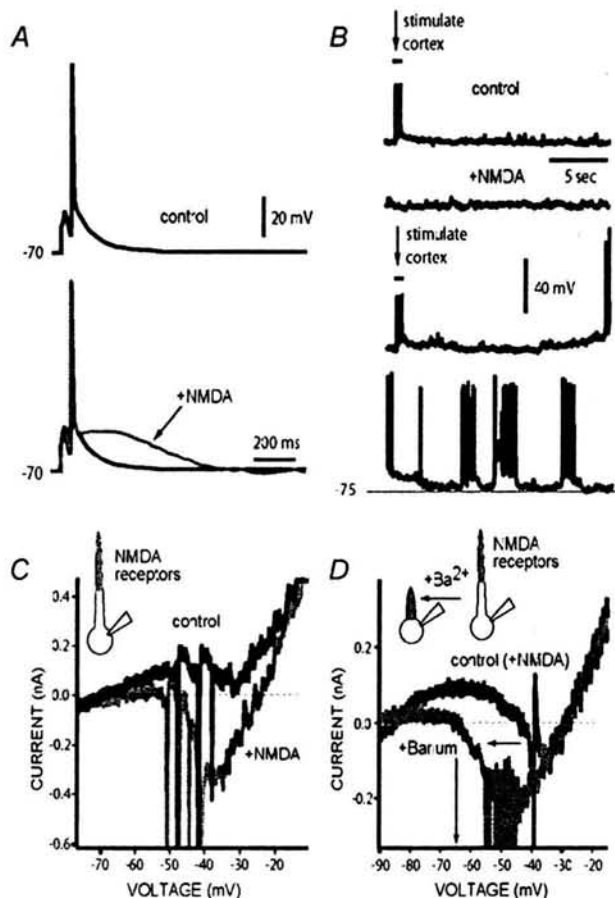 A
control
20 mV
-70
+NMDA
200 ms
-70
B
stimulate
cortex
control
5 sec
+NMDA
stimulate
cortex
40 mV
-75
C
NMDA
receptors
control
+NMDA
CURRENT (nA)
0.4
0.2
0.0
-0.2
-0.4
-0.6
-70 -60 -50 -40 -30 -20
VOLTAGE (mV)
D
+Ba2+
NMDA
receptors
control (+NMDA)
+Barium
CURRENT (nA)
0.2
0.0
-0.2
-90 -80 -70 -60 -50 -40 -30 -20
VOLTAGE (mV)